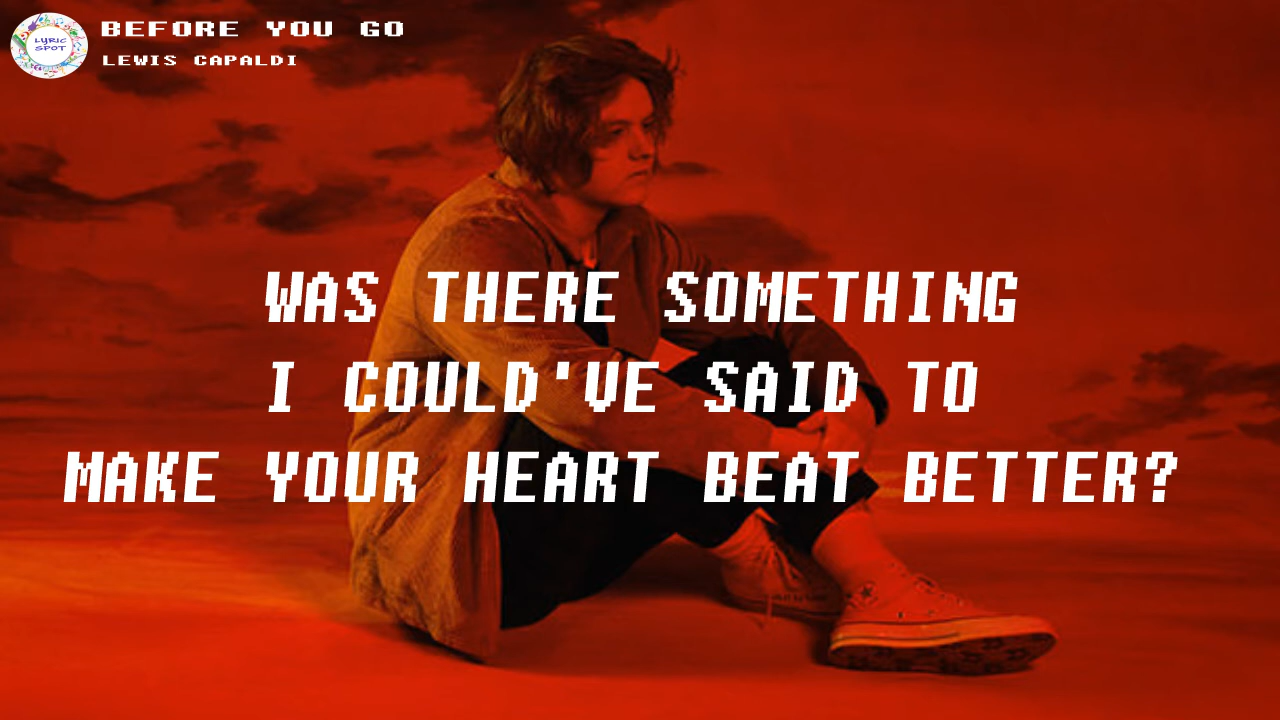 LYRIC
SPOT
BEFORE YOU GO
LEWIS CAPALDI
WAS THERE SOMETHING
I COULD'VE SAID TO
MAKE YOUR HEART BEAT BETTER?